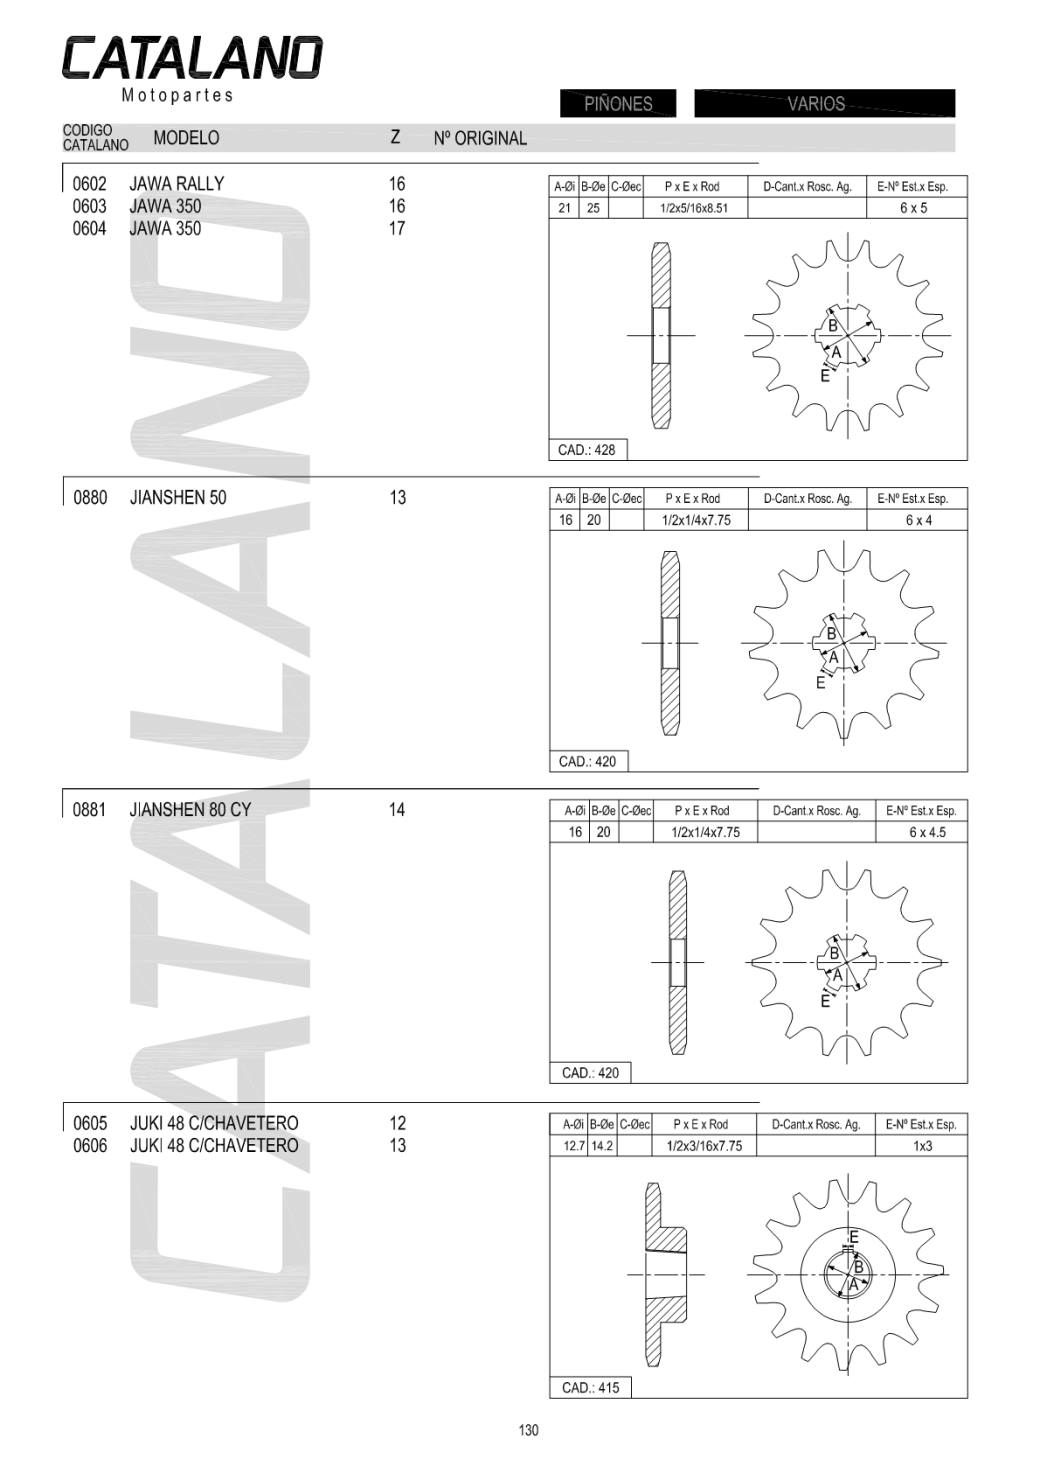 CATALANO
Motopartes
PIÑONES VARIOS
CODIGO CATALANO MODELO Z Nº ORIGINAL
0602 JAWA RALLY 16
0603 JAWA 350 16
0604 JAWA 350 17
A-Øi B-Øe C-Øec P x E x Rod D-Cant.x Rosc. Ag. E-Nº Est.x Esp.
21 25 1/2x5/16x8.51 6 x 5
B
A
E
CAD.: 428
0880 JIANSHEN 50 13
A-Øi B-Øe C-Øec P x E x Rod D-Cant.x Rosc. Ag. E-Nº Est.x Esp.
16 20 1/2x1/4x7.75 6 x 4
B
A
E
CAD.: 420
0881 JIANSHEN 80 CY 14
A-Øi B-Øe C-Øec P x E x Rod D-Cant.x Rosc. Ag. E-Nº Est.x Esp.
16 20 1/2x1/4x7.75 6 x 4.5
B
A
E
CAD.: 420
0605 JUKI 48 C/CHAVETERO 12
0606 JUKI 48 C/CHAVETERO 13
A-Øi B-Øe C-Øec P x E x Rod D-Cant.x Rosc. Ag. E-Nº Est.x Esp.
12.7 14.2 1/2x3/16x7.75 1x3
E
B
A
CAD.: 415
CATALANO
130